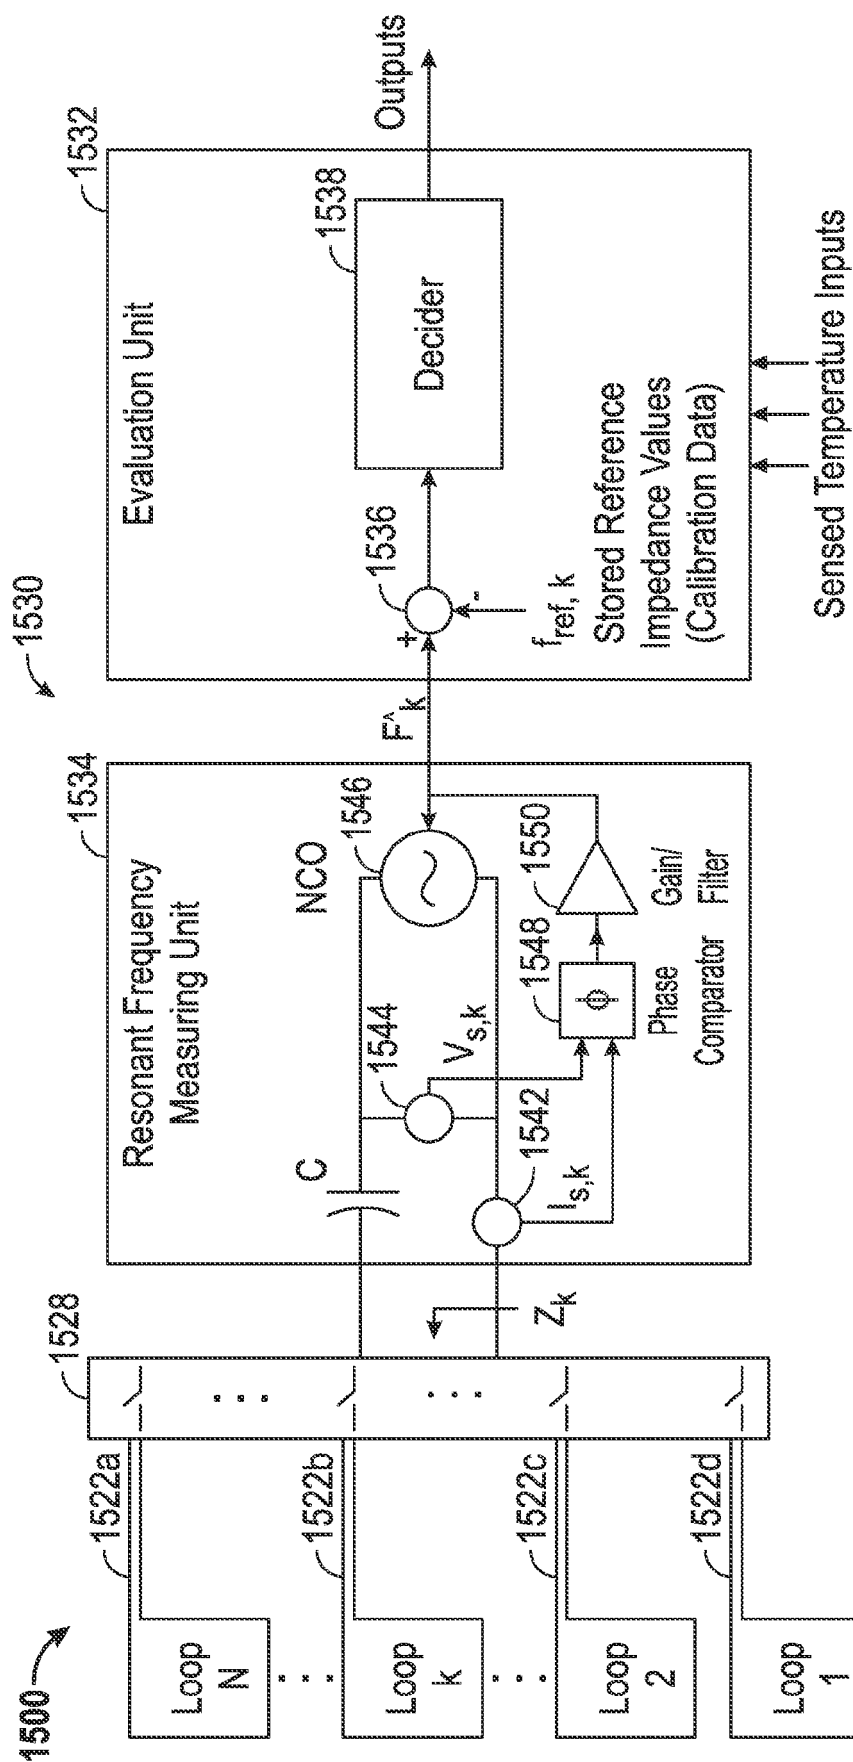 1500
1530
Loop
N
Loop
k
Loop
2
Loop
1
1522a
1522b
1522c
1522d
1528
Z_k
1534
Resonant Frequency
Measuring Unit
C
1544
NCO
1546
V_s,k
1542
I_s,k
1548
ϕ
Phase
Comparator
1550
Gain/
Filter
F^_k
1532
Evaluation Unit
1536
+
-
1538
Decider
f_ref, k
Stored Reference
Impedance Values
(Calibration Data)
Outputs
Sensed Temperature Inputs